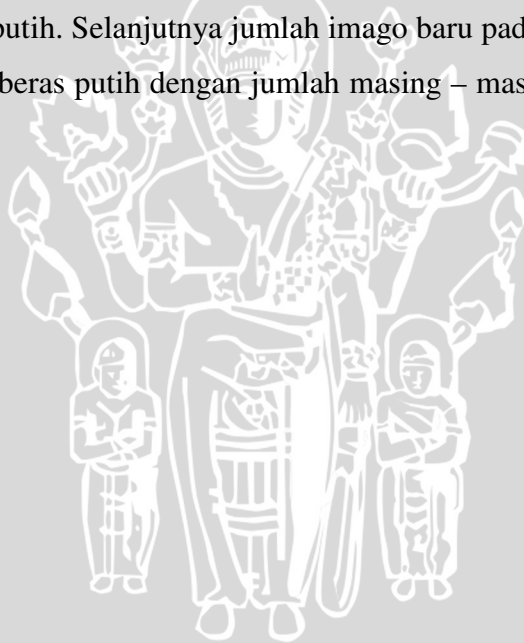 putih. Selanjutnya jumlah imago baru pad
beras putih dengan jumlah masing – mas